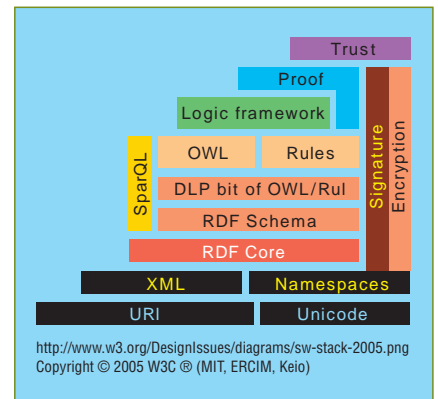 Trust
Proof
Logic framework
Signature
Encryption
SparQL
OWL
Rules
DLP bit of OWL/Rul
RDF Schema
RDF Core
XML
Namespaces
URI
Unicode
http://www.w3.org/DesignIssues/diagrams/sw-stack-2005.png
Copyright © 2005 W3C ® (MIT, ERCIM, Keio)